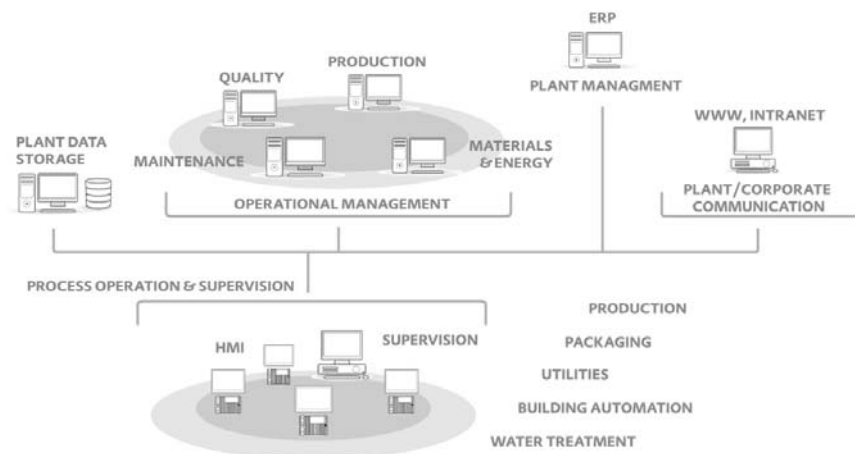 ERP
PLANT MANAGMENT
PRODUCTION
QUALITY
WWW, INTRANET
PLANT DATA
STORAGE
MAINTENANCE
MATERIALS
& ENERGY
PLANT/CORPORATE
COMMUNICATION
OPERATIONAL MANAGEMENT
PROCESS OPERATION & SUPERVISION
PRODUCTION
HMI
SUPERVISION
PACKAGING
UTILITIES
BUILDING AUTOMATION
WATER TREATMENT